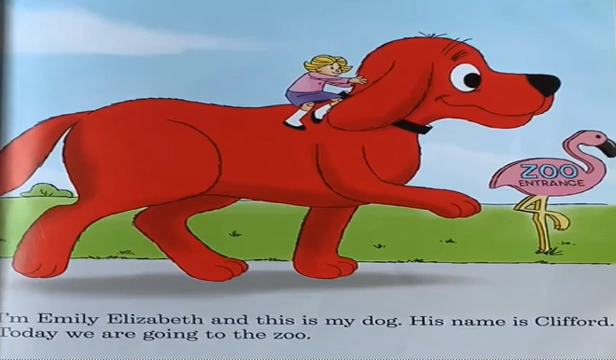 ZOO
ENTRANCE
I'm Emily Elizabeth and this is my dog. His name is Clifford.
Today we are going to the zoo.